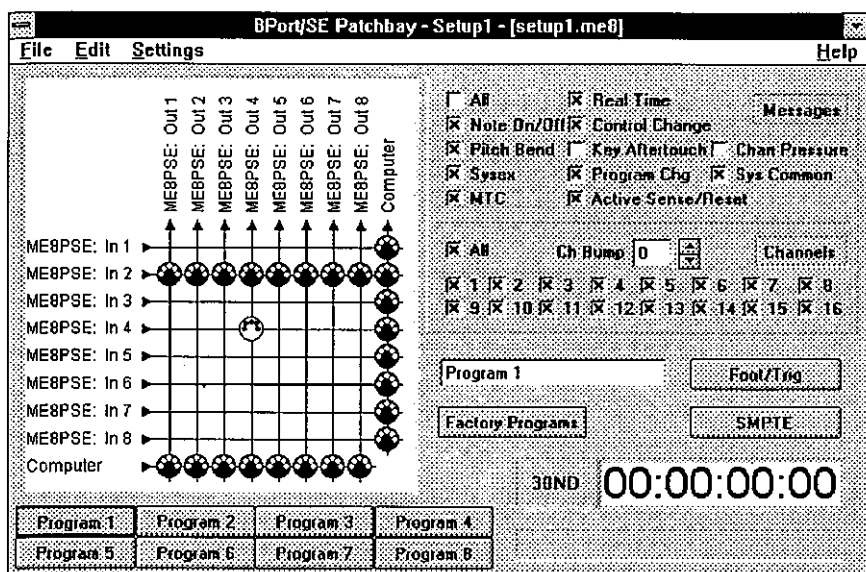 8Port/SE Patchbay - Setup1 - [setup1.me8]
File Edit Settings Help
ME8PSE: Out 1
ME8PSE: Out 2
ME8PSE: Out 3
ME8PSE: Out 4
ME8PSE: Out 5
ME8PSE: Out 6
ME8PSE: Out 7
ME8PSE: Out 8
Computer
ME8PSE: In 1
ME8PSE: In 2
ME8PSE: In 3
ME8PSE: In 4
ME8PSE: In 5
ME8PSE: In 6
ME8PSE: In 7
ME8PSE: In 8
Computer
All Real Time Messages
Note On/Off Control Change
Pitch Bend Key Aftertouch Chan Pressure
Sysex Program Chg Sys Common
MTC Active Sense/Reset
All Ch Bump 0 Channels
1 2 3 4 5 6 7 8
9 10 11 12 13 14 15 16
Program 1 Foot/Trig
Factory Programs SMPTE
30ND 00:00:00:00
Program 1 Program 2 Program 3 Program 4
Program 5 Program 6 Program 7 Program 8